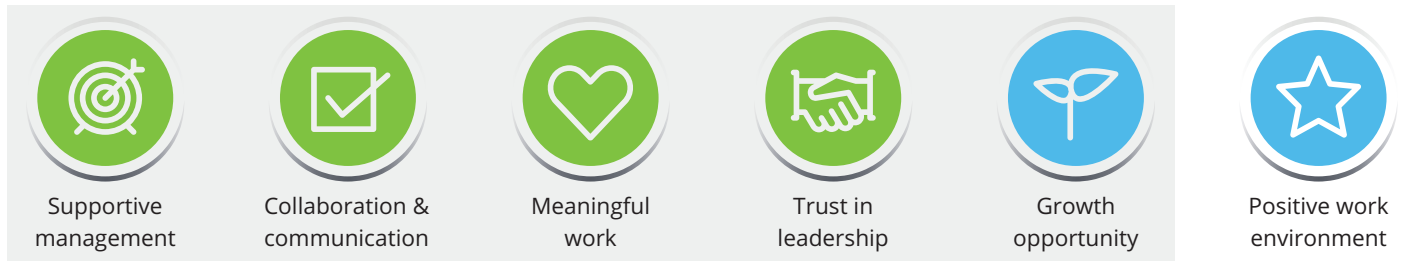 Supportive
management
Collaboration &
communication
Meaningful
work
Trust in
leadership
Growth
opportunity
Positive work
environment